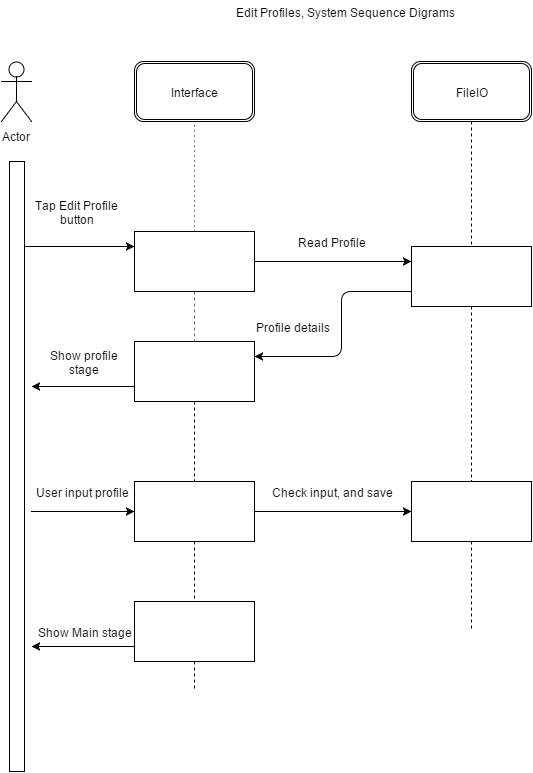 Edit Profiles, System Sequence Digrams
Interface
FileIO
Actor
Tap Edit Profile
button
Read Profile
Profile details
Show profile
stage
User input profile
Check input, and save
Show Main stage